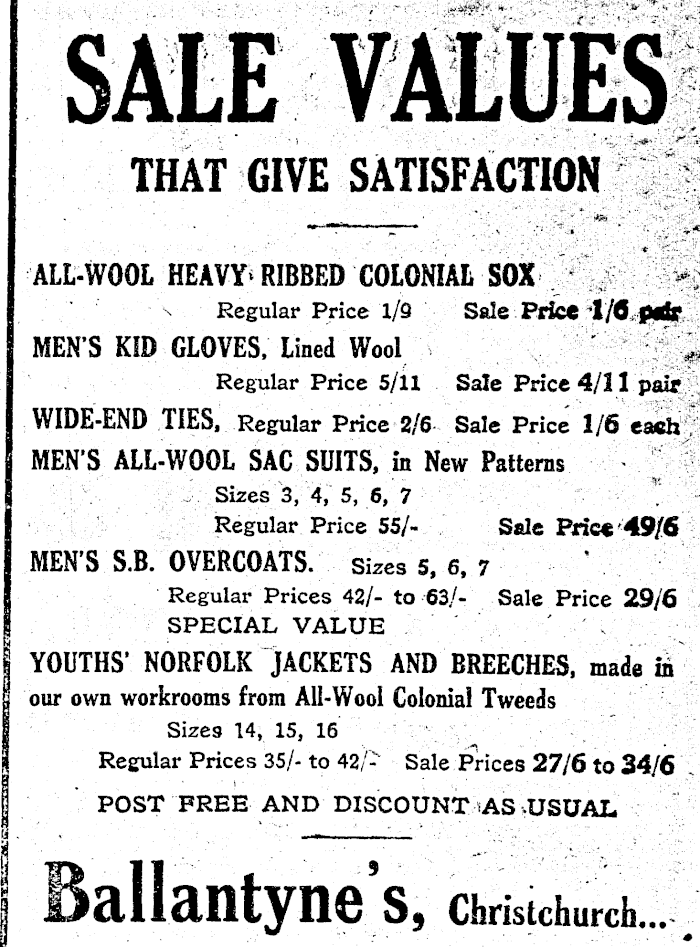 SALE VALUES
THAT GIVE SATISFACTION
ALL-WOOL HEAVY RIBBED COLONIAL SOX
Regular Price 1/9 Sale Price 1/6 pair
MEN'S KID GLOVES, Lined Wool
Regular Price 5/11 Sale Price 4/11 pair
WIDE-END TIES, Regular Price 2/6 Sale Price 1/6 each
MEN'S ALL-WOOL SAC SUITS, in New Patterns
Sizes 3, 4, 5, 6, 7
Regular Price 55/- Sale Price 49/6
MEN'S S.B. OVERCOATS. Sizes 5, 6, 7
Regular Prices 42/- to 63/- Sale Price 29/6
SPECIAL VALUE
YOUTHS' NORFOLK JACKETS AND BREECHES, made in
our own workrooms from All-Wool Colonial Tweeds
Sizes 14, 15, 16
Regular Prices 35/- to 42/- Sale Prices 27/6 to 34/6
POST FREE AND DISCOUNT AS USUAL
Ballantyne's, Christchurch...